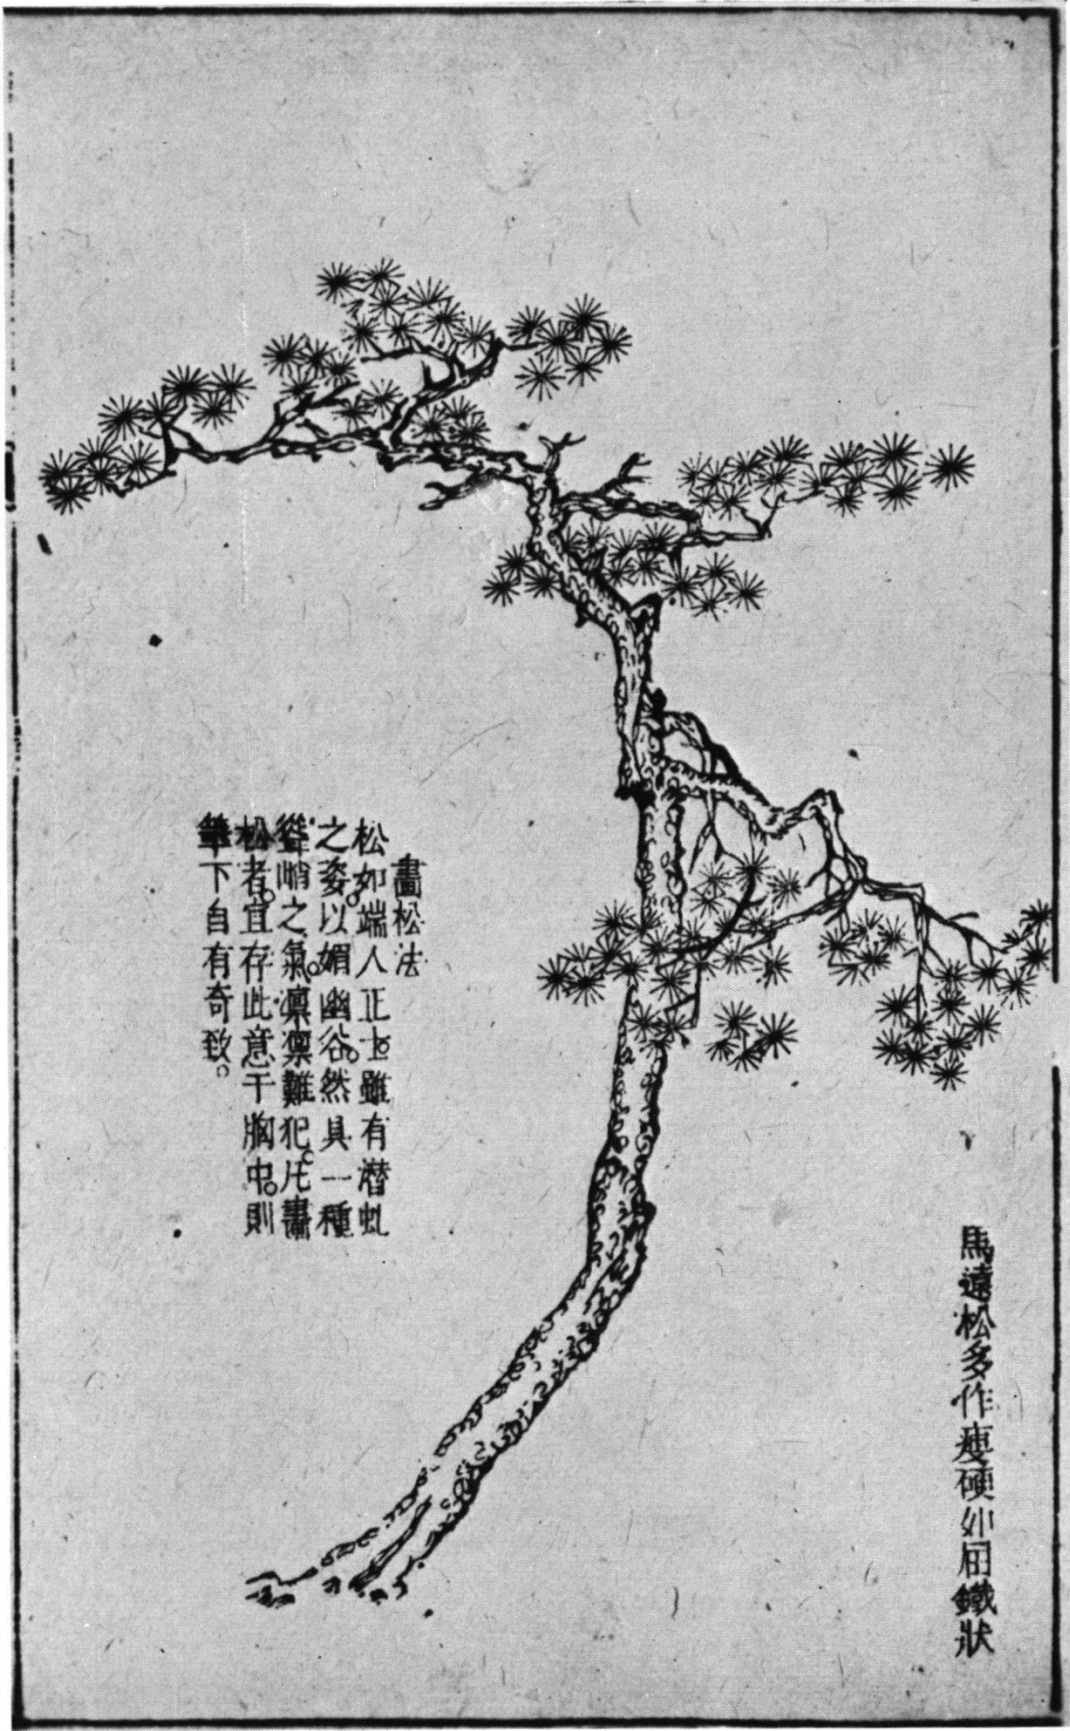 馬遠松多作瘦硬如屈鐵狀
畫松法
松如端人正士。雖有潛虬
之姿。以媚幽谷。然具一種
聳峭之氣。凜凜難犯。凡畫
松者。宜存此意于胸中。則
筆下自有奇致。